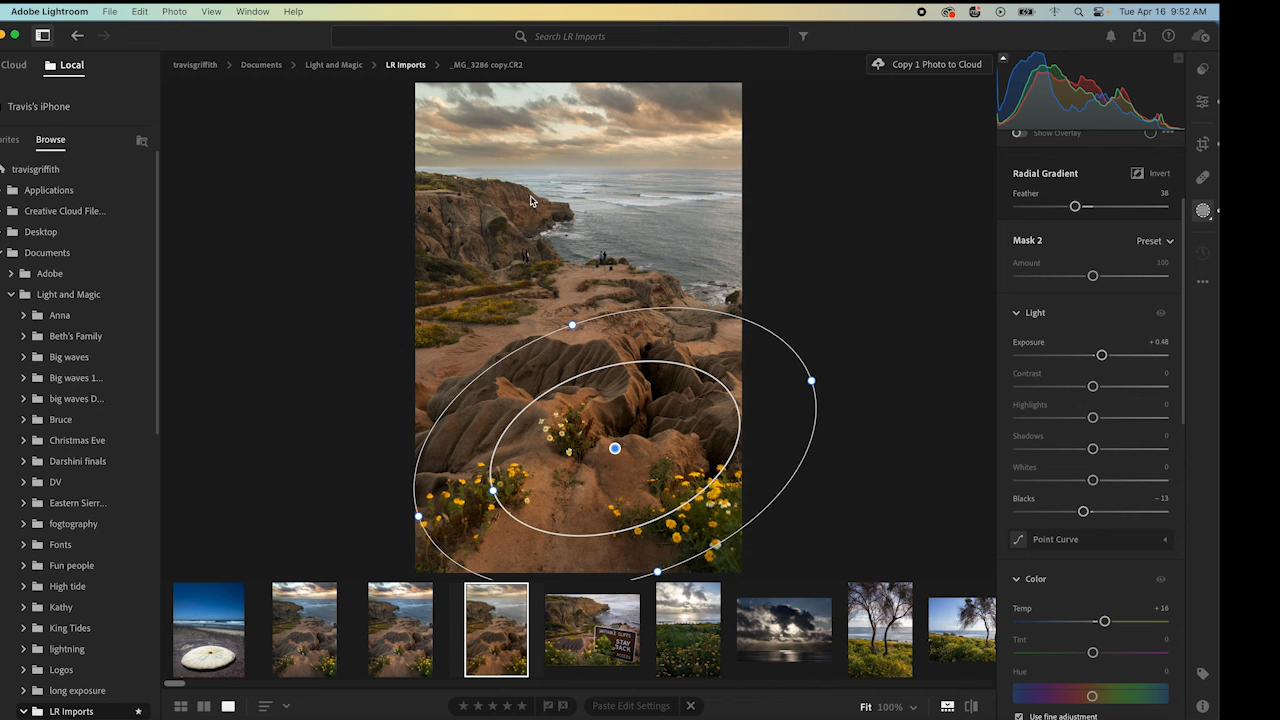 Adobe Lightroom File Edit Photo View Window Help Tue Apr 16 9:52 AM
Search LR Imports
Cloud Local
travisgriffith Documents Light and Magic LR Imports _MG_3286 copy.CR2
Copy 1 Photo to Cloud
Travis's iPhone
Browse
travisgriffith
Applications
Creative Cloud File...
Desktop
Documents
Adobe
Light and Magic
Anna
Beth's Family
Big waves
Big waves 1...
big waves D...
Bruce
Christmas Eve
Darshini finals
DV
Eastern Sierr...
fogtography
Fonts
Fun people
High tide
Kathy
King Tides
lightning
Logos
long exposure
LR Imports
STAY
BACK
Fit 100%
Paste Edit Settings
Show Overlay
Radial Gradient Invert
Feather 38
Mask 2 Preset
Amount 100
Light
Exposure + 0.48
Contrast 0
Highlights 0
Shadows 0
Whites 0
Blacks – 13
Point Curve
Color
Temp + 16
Tint 0
Hue 0
Use fine adjustment